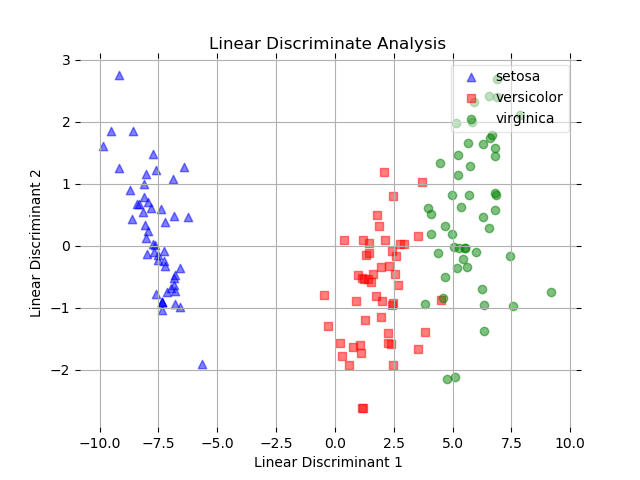 Linear Discriminate Analysis
setosa
versicolor
virginica
3
2
1
0
−1
−2
Linear Discriminant 2
−10.0 −7.5 −5.0 −2.5 0.0 2.5 5.0 7.5 10.0
Linear Discriminant 1